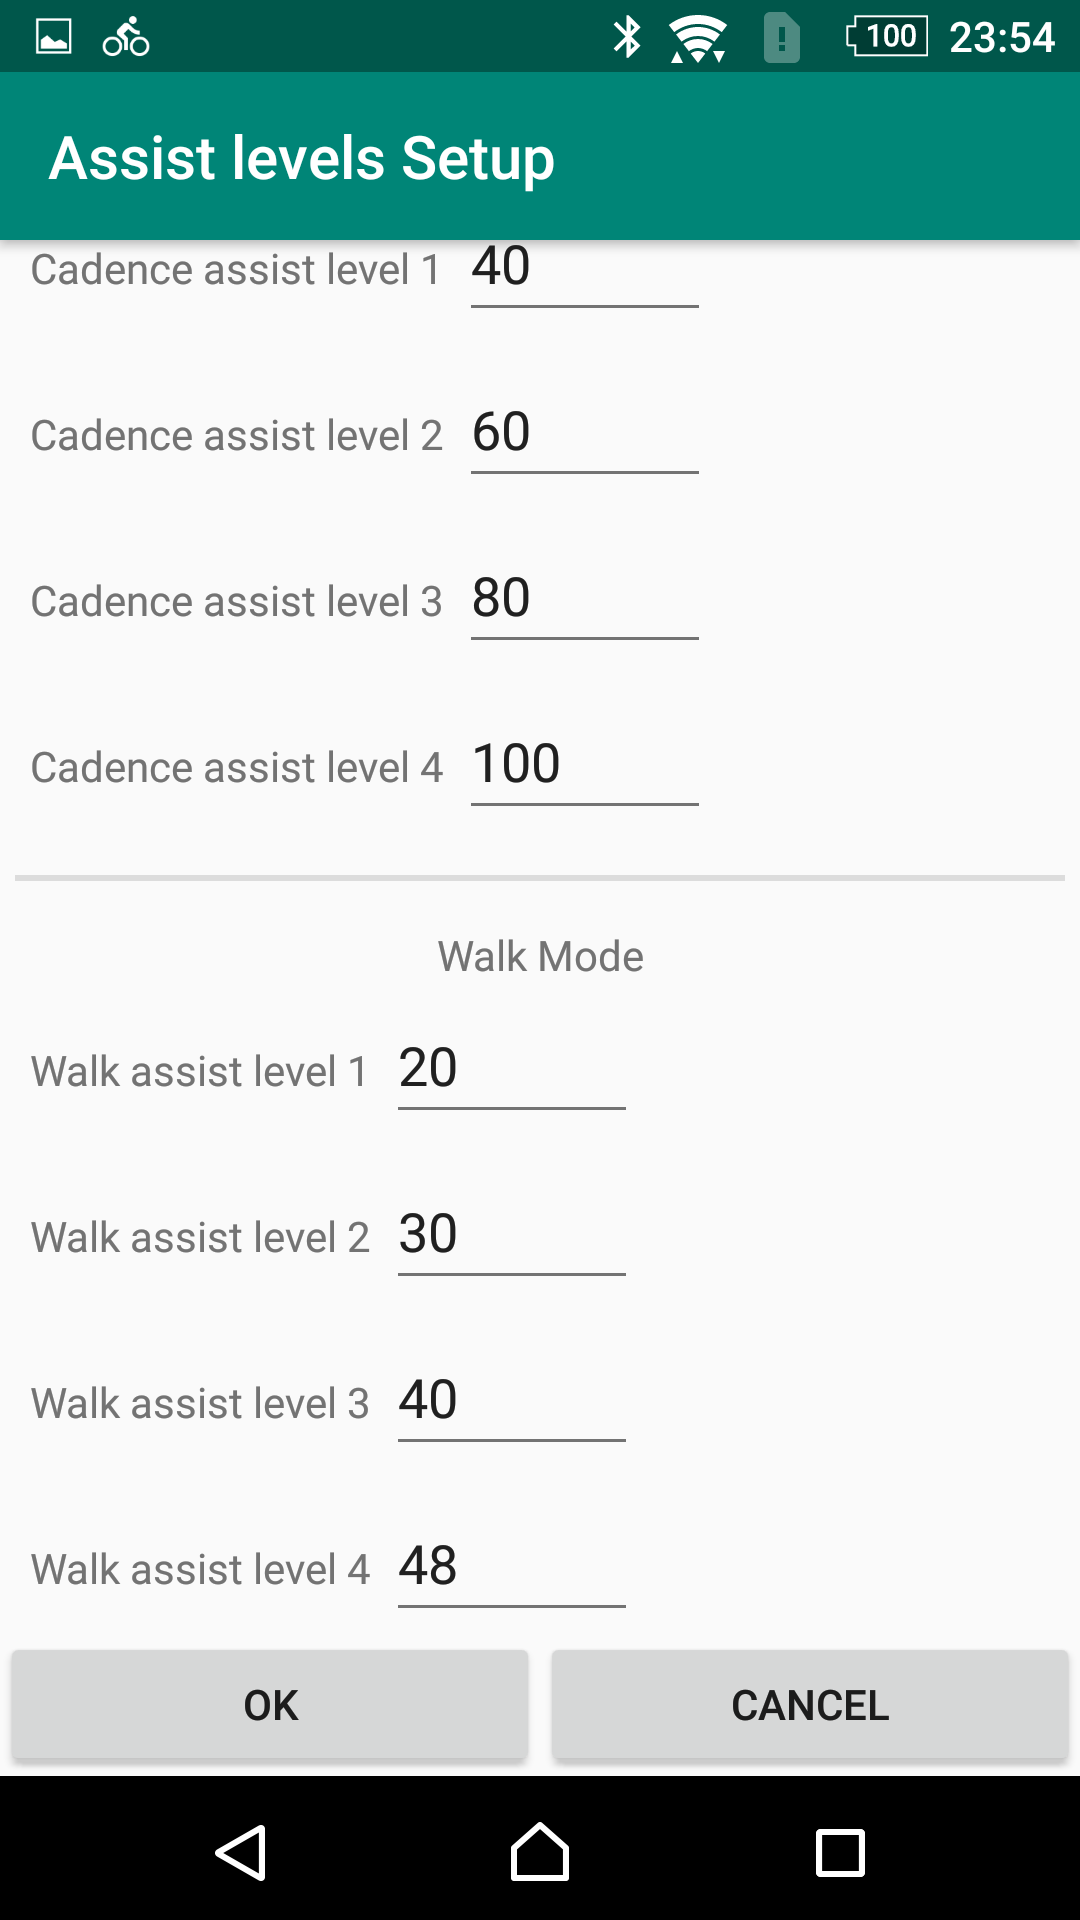 100 23:54
Assist levels Setup
Cadence assist level 1 40
Cadence assist level 2 60
Cadence assist level 3 80
Cadence assist level 4 100
Walk Mode
Walk assist level 1 20
Walk assist level 2 30
Walk assist level 3 40
Walk assist level 4 48
OK CANCEL